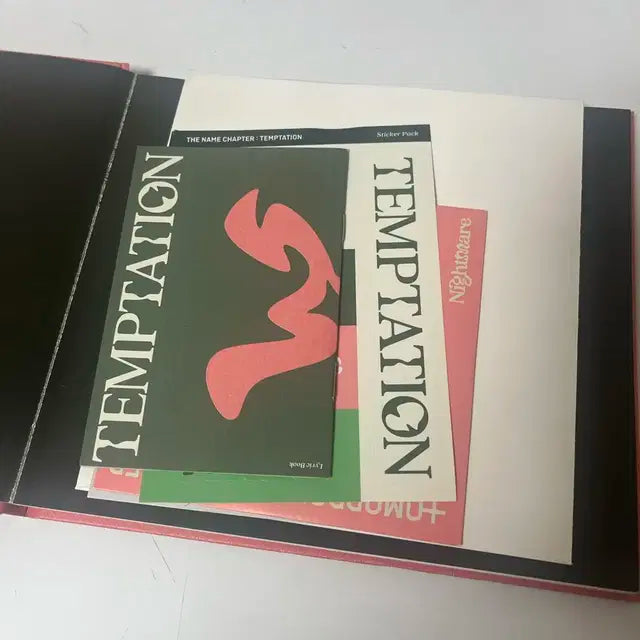 THE NAME CHAPTER : TEMPTATION
Sticker Pack
TEMPTATION
TEMPTATION
Lyric Book
Nightmare